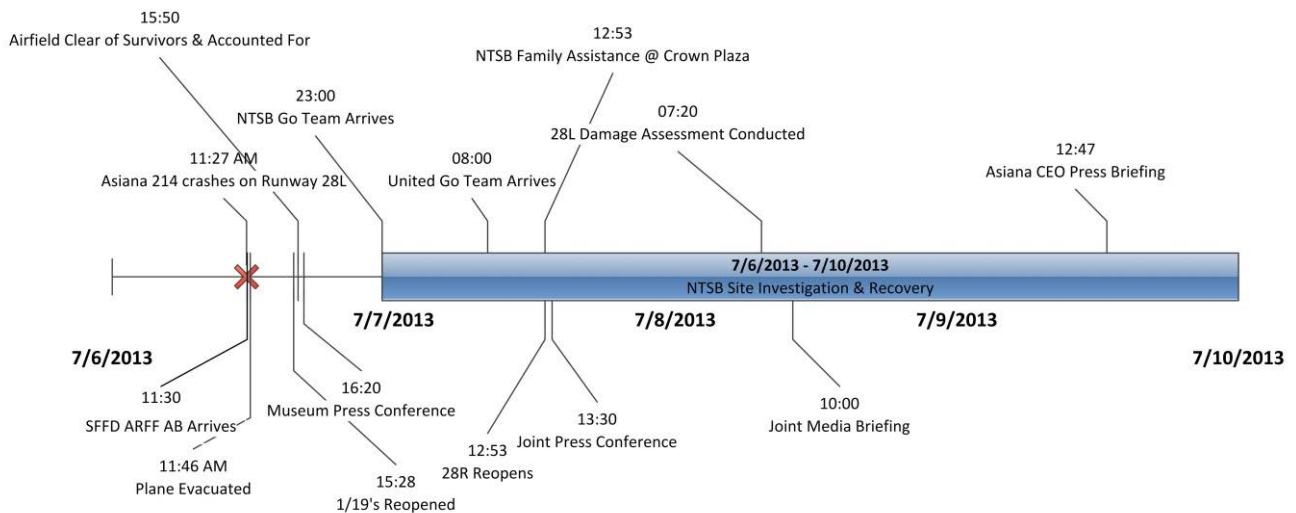 15:50
Airfield Clear of Survivors & Accounted For
12:53
NTSB Family Assistance @ Crown Plaza
23:00
NTSB Go Team Arrives
07:20
28L Damage Assessment Conducted
11:27 AM
Asiana 214 crashes on Runway 28L
08:00
United Go Team Arrives
12:47
Asiana CEO Press Briefing
7/6/2013 - 7/10/2013
NTSB Site Investigation & Recovery
7/6/2013
7/7/2013
7/8/2013
7/9/2013
7/10/2013
11:30
SFFD ARFF AB Arrives
11:46 AM
Plane Evacuated
16:20
Museum Press Conference
15:28
1/19's Reopened
12:53
28R Reopens
13:30
Joint Press Conference
10:00
Joint Media Briefing